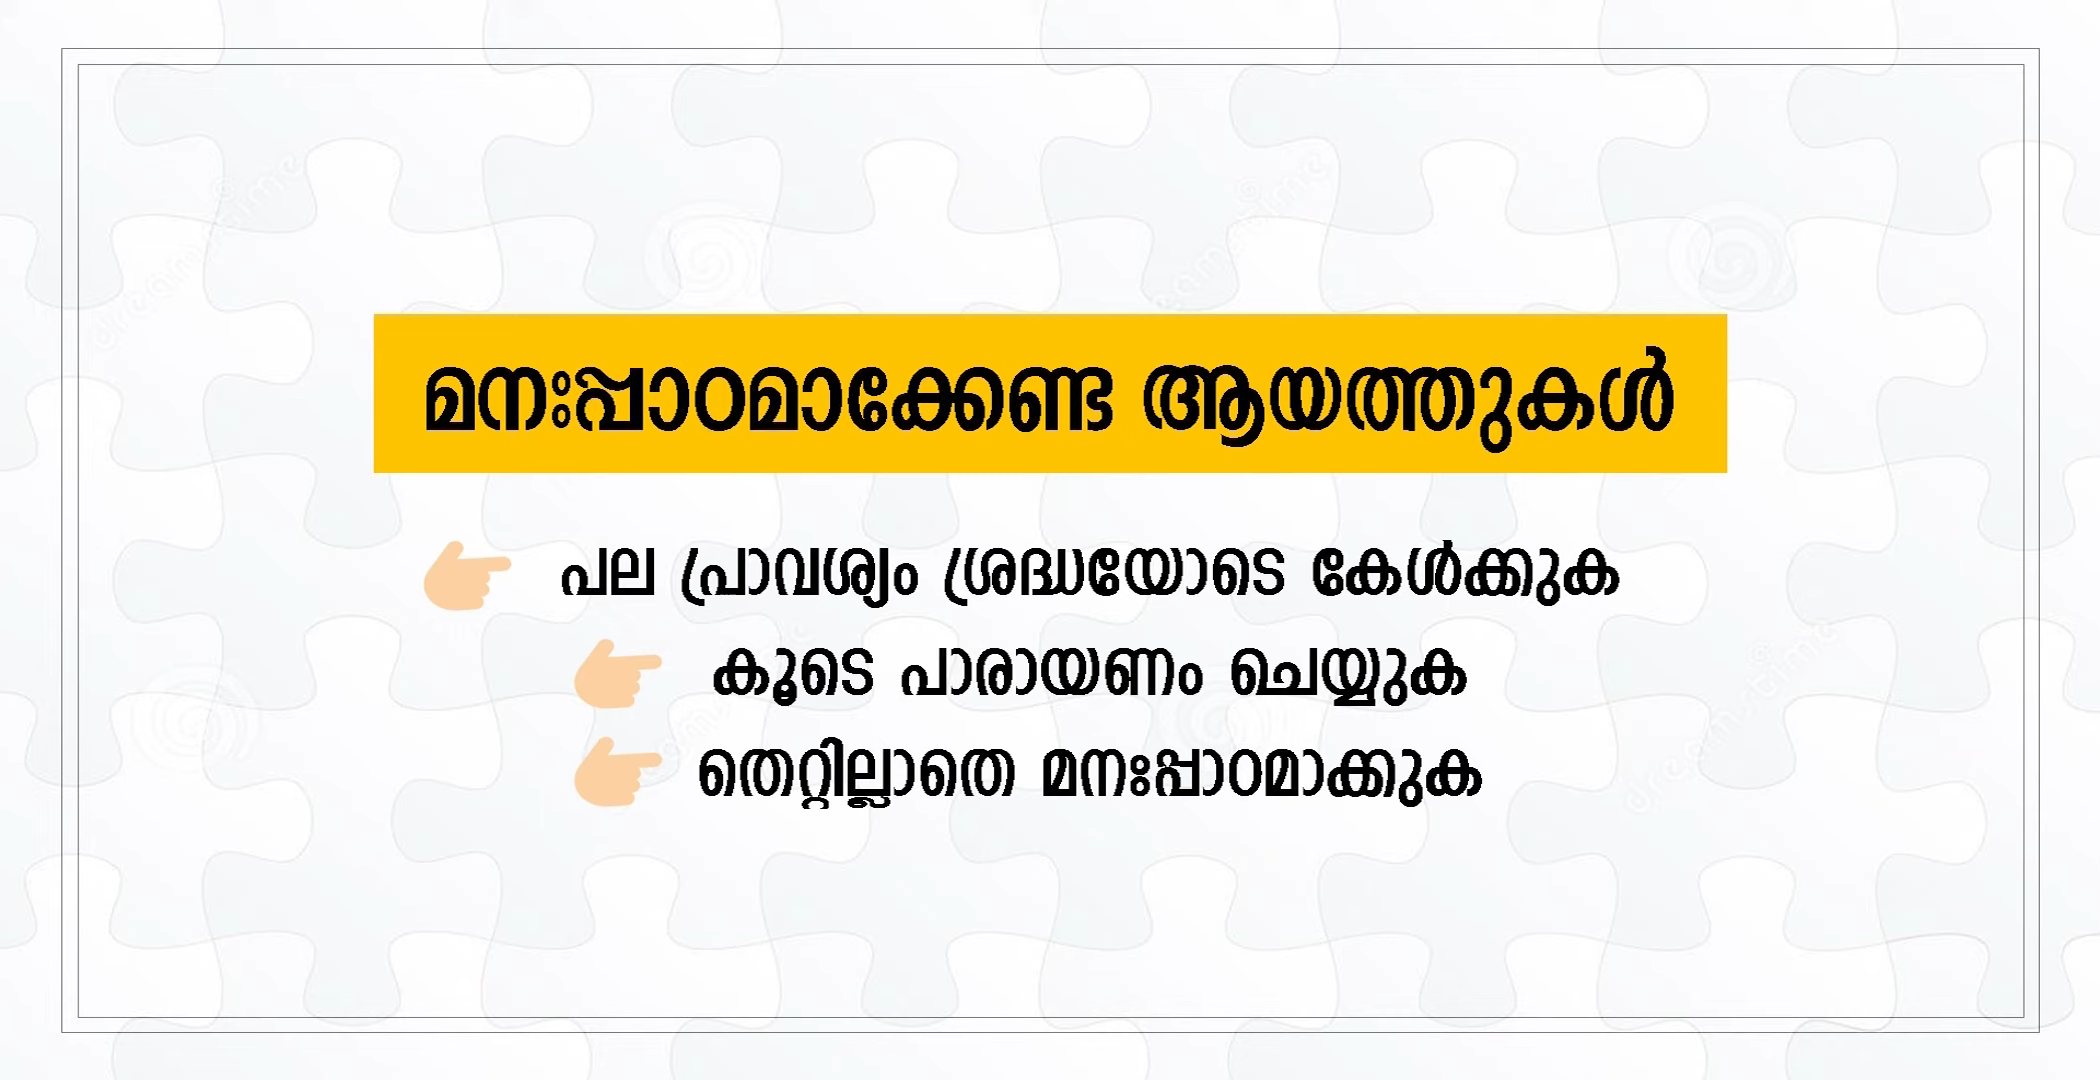 മനഃപ്പാഠമാക്കേണ്ട ആയത്തുകൾ
👉🏼 പല പ്രാവശ്യം ശ്രദ്ധയോടെ കേൾക്കുക
👉🏼 കൂടെ പാരായണം ചെയ്യുക
👉🏼 തെറ്റില്ലാതെ മനഃപ്പാഠമാക്കുക